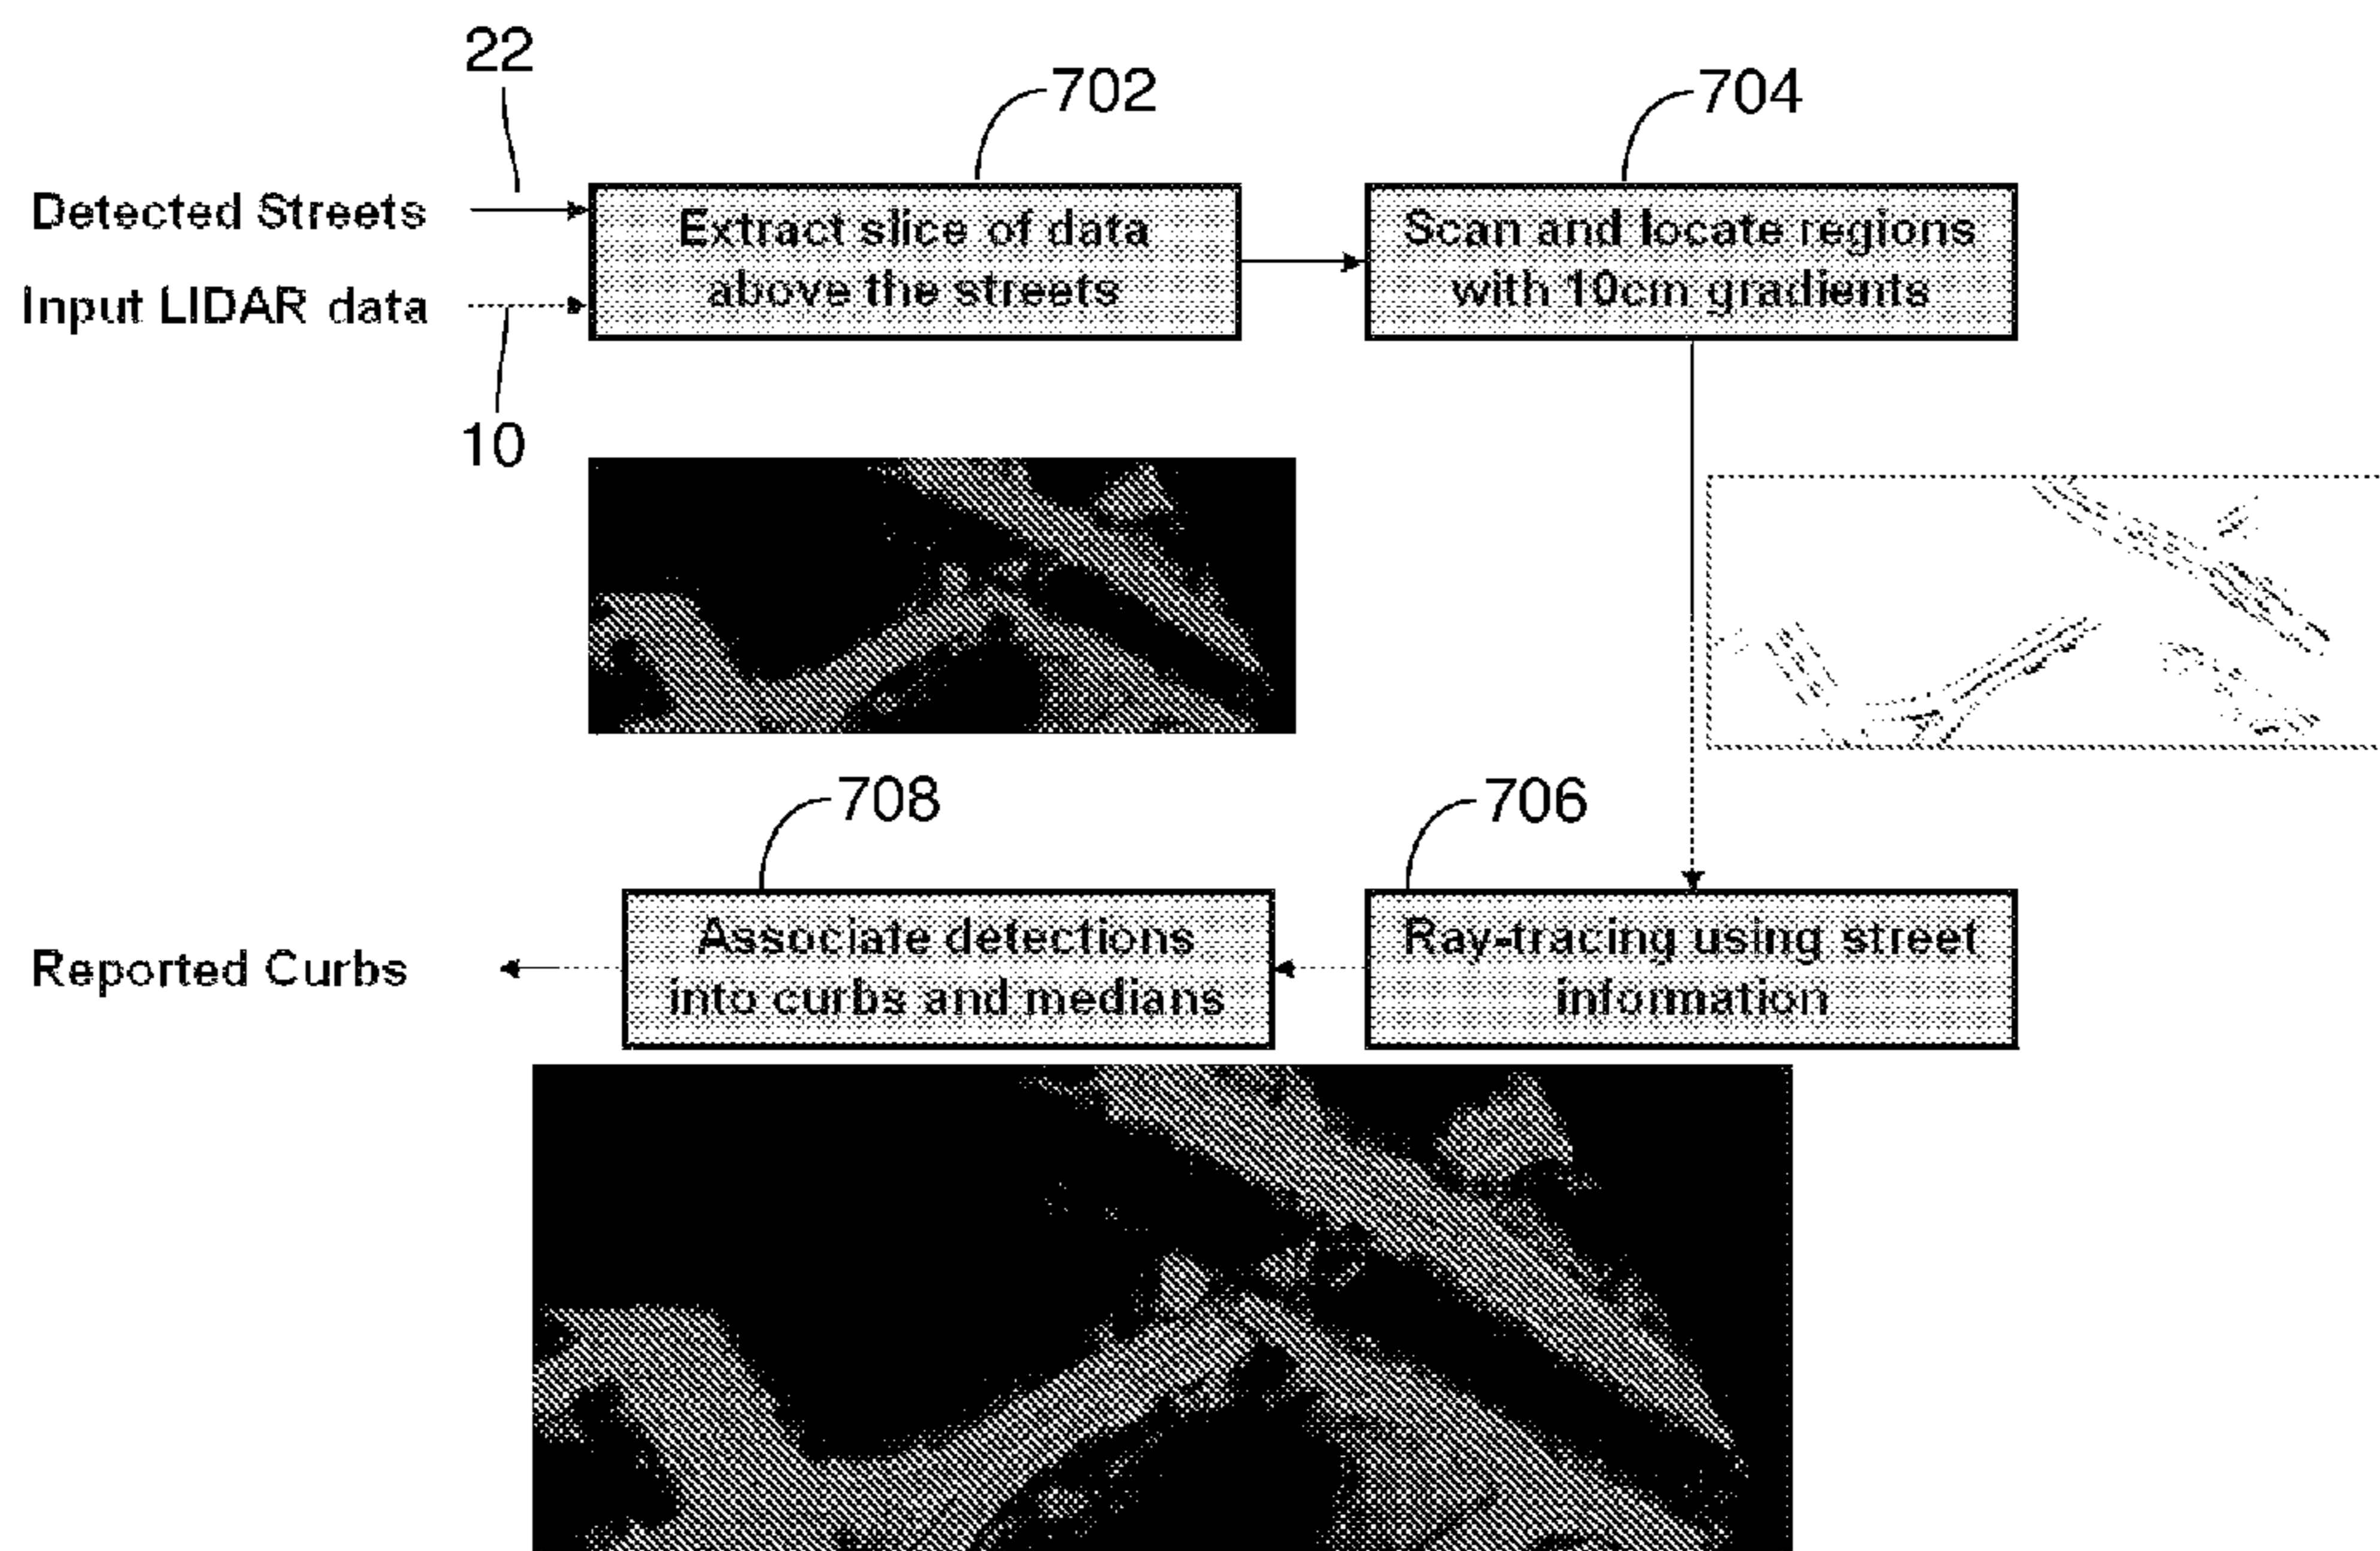 22
702
704
Detected Streets
Extract slice of data
above the streets
Scan and locate regions
with 10cm gradients
Input LIDAR data
10
708
706
Reported Curbs
Associate detections
into curbs and medians
Ray-tracing using street
information